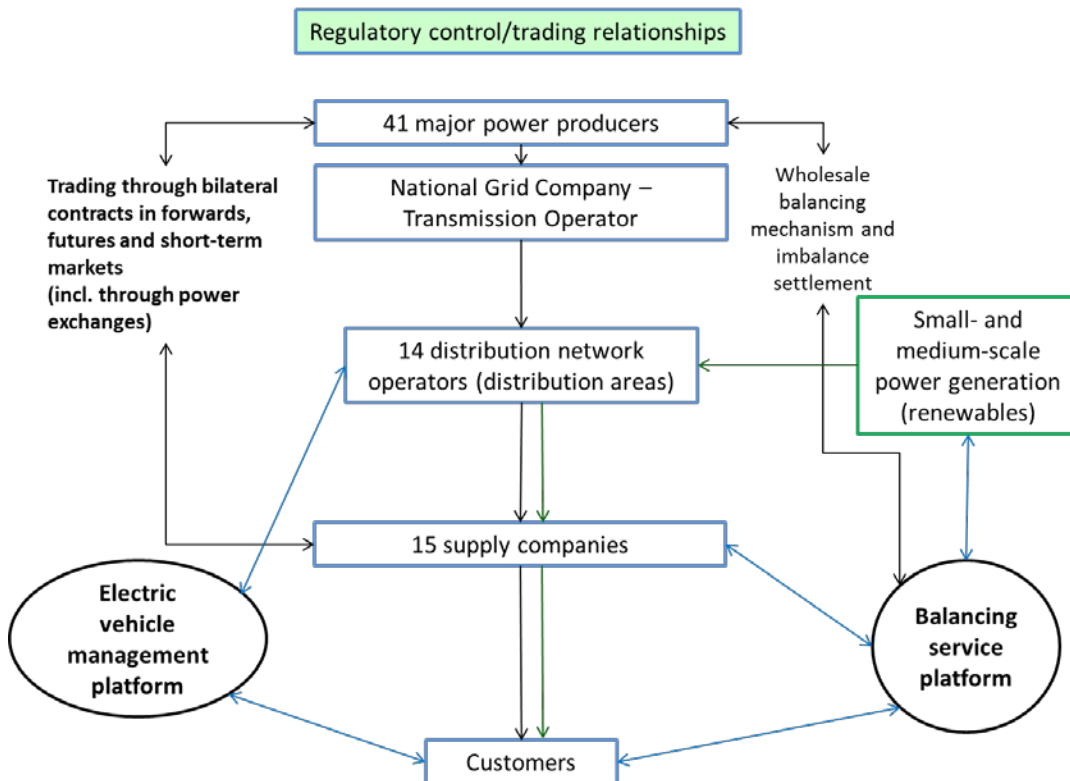 Regulatory control/trading relationships
41 major power producers
National Grid Company –
Transmission Operator
Trading through bilateral
contracts in forwards,
futures and short-term
markets
(incl. through power
exchanges)
Wholesale
balancing
mechanism and
imbalance
settlement
Small- and
medium-scale
power generation
(renewables)
14 distribution network
operators (distribution areas)
15 supply companies
Electric
vehicle
management
platform
Balancing
service
platform
Customers